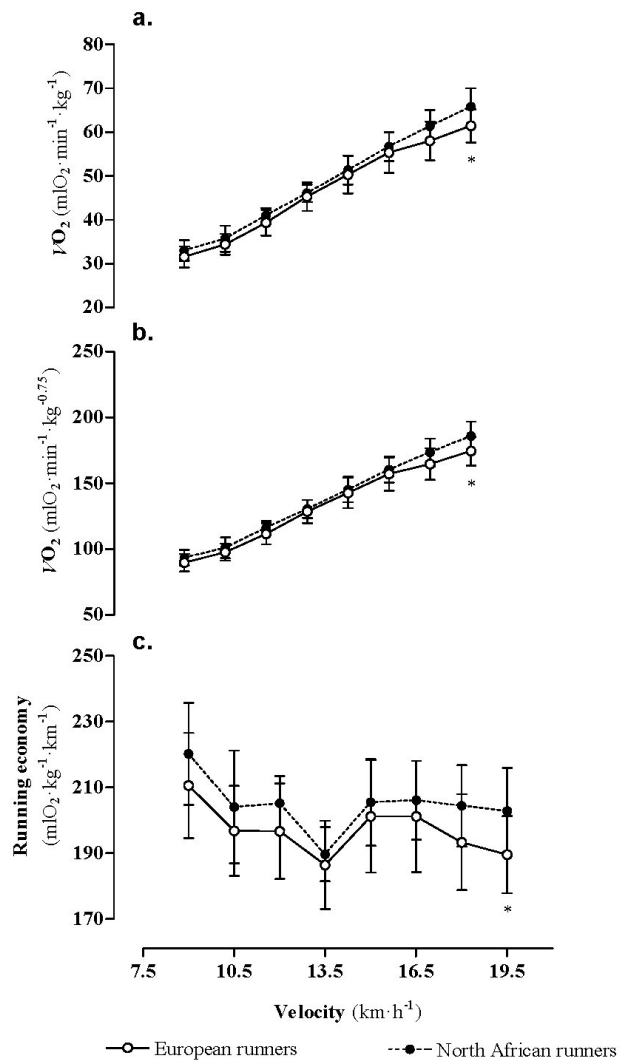 a.
80
70
60
50
40
30
20
VO₂ (mlO₂·min⁻¹·kg⁻¹)
*
b.
250
200
150
100
50
VO₂ (mlO₂·min⁻¹·kg⁻⁰·⁷⁵)
*
c.
250
230
210
190
170
Running economy
(mlO₂·kg⁻¹·km⁻¹)
*
7.5 10.5 13.5 16.5 19.5
Velocity (km·h⁻¹)
European runners North African runners